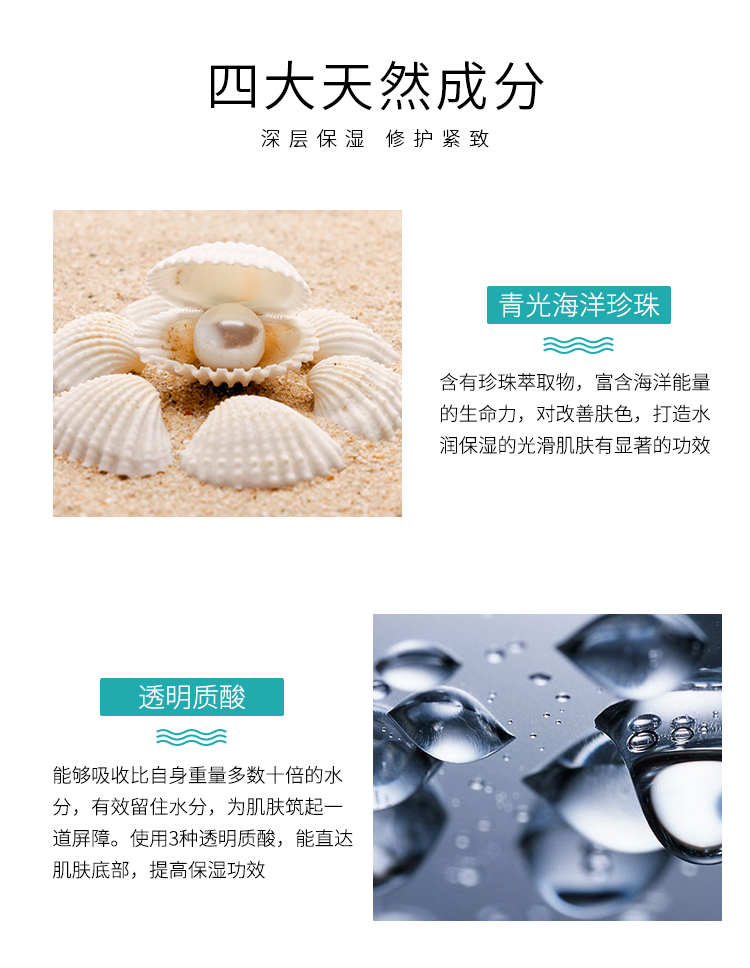 四大天然成分
深层保湿 修护紧致
青光海洋珍珠
含有珍珠萃取物，富含海洋能量
的生命力，对改善肤色，打造水
润保湿的光滑肌肤有显著的功效
透明质酸
能够吸收比自身重量多数十倍的水
分，有效留住水分，为肌肤筑起一
道屏障。使用3种透明质酸，能直达
肌肤底部，提高保湿功效